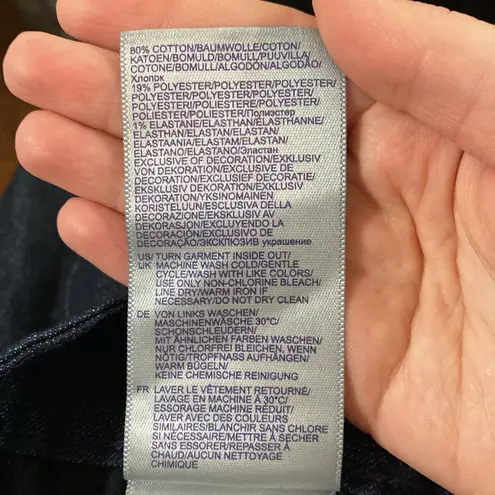 80% COTTON/BAUMWOLLE/COTON/
KATOEN/BOMULD/BOMULL/PUUVILLA/
COTONE/BOMULL/ALGODÓN/ALGODÃO/
Хлопок
19% POLYESTER/POLYESTER/POLYESTER/
POLYESTER/POLYESTER/POLYESTER/
POLYESTERI/POLIESTERE/POLYESTER/
POLIESTER/POLIESTER/Полиэстер
1% ELASTANE/ELASTHAN/ÉLASTHANNE/
ELASTHAN/ELASTAN/ELASTAN/
ELASTAANIA/ELASTAM/ELASTAN/
ELASTANO/ELASTANO/Эластан
EXCLUSIVE OF DECORATION/EXKLUSIV
VON DEKORATION/EXCLUSIVE DE
DÉCORATION/EXCLUSIEF DECORATIE/
EKSKLUSIV DEKORATION/EXKLUSIV
DEKORATION/YKSINOMAAN
KORISTELUUN/ESCLUSIVA DELLA
DECORAZIONE/EKSKLUSIV AV
DEKORASJON/EXCLUYENDO LA
DECORACIÓN/EXCLUSIVO DE
DECORAÇÃO/ЭКСКЛЮЗИВ украшение
US/ TURN GARMENT INSIDE OUT/
UK MACHINE WASH COLD/GENTLE
CYCLE/WASH WITH LIKE COLORS/
USE ONLY NON-CHLORINE BLEACH/
LINE DRY/WARM IRON IF
NECESSARY/DO NOT DRY CLEAN
DE VON LINKS WASCHEN/
MASCHINENWÄSCHE 30°C/
SCHONSCHLEUDERN/
MIT ÄHNLICHEN FARBEN WASCHEN/
NUR CHLORFREI BLEICHEN, WENN
NÖTIG/TROPFNASS AUFHÄNGEN/
WARM BÜGELN/
KEINE CHEMISCHE REINIGUNG
FR LAVER LE VÊTEMENT RETOURNÉ/
LAVAGE EN MACHINE À 30°C/
ESSORAGE MACHINE RÉDUIT/
LAVER AVEC DES COULEURS
SIMILAIRES/BLANCHIR SANS CHLORE
SI NÉCESSAIRE/METTRE À SÉCHER
SANS ESSORER/REPASSER À
CHAUD/AUCUN NETTOYAGE
CHIMIQUE